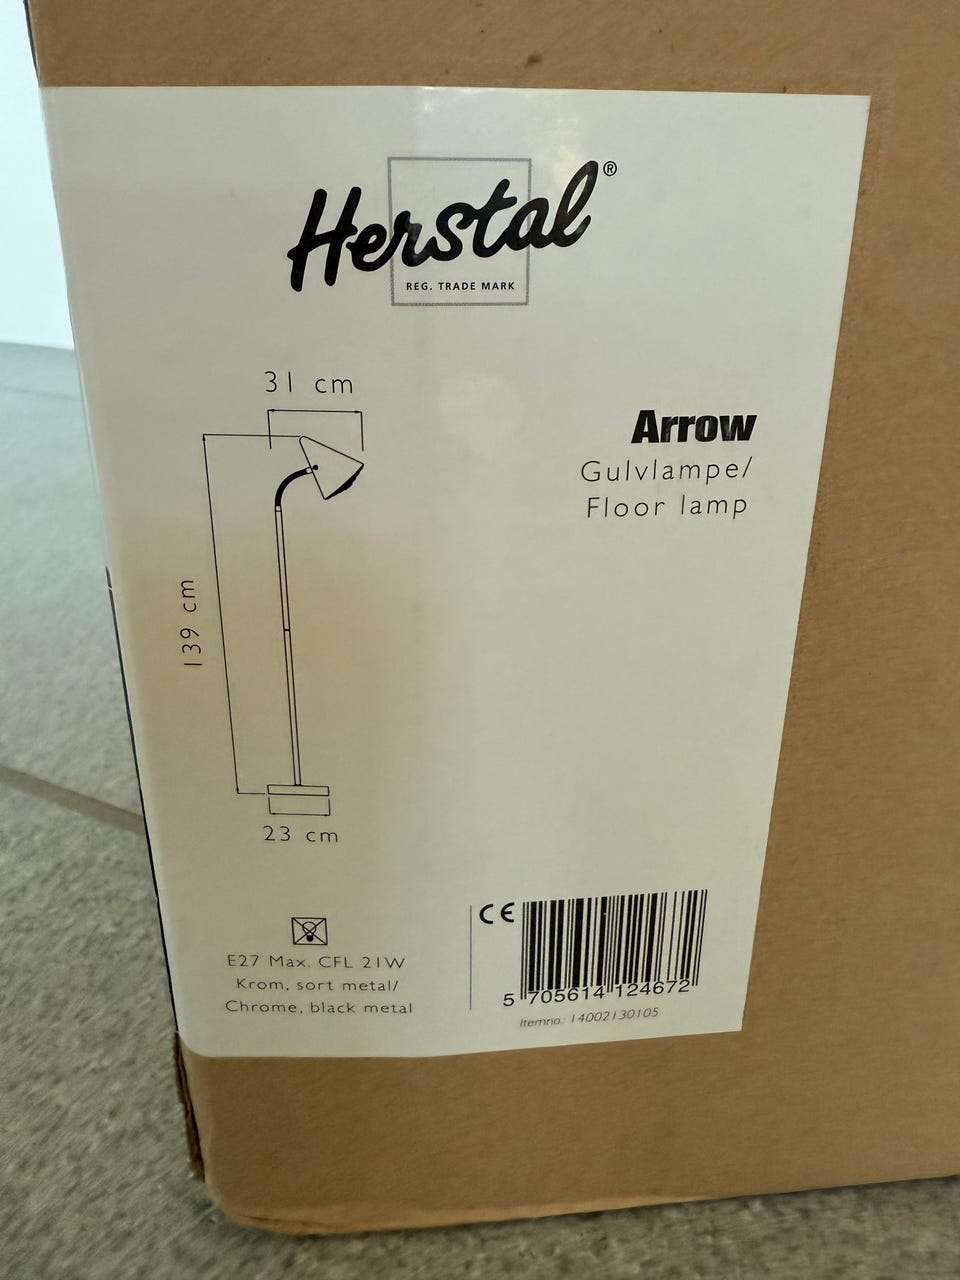 Herstal®
REG. TRADE MARK
31 cm
Arrow
Gulvlampe/
Floor lamp
139 cm
23 cm
E27 Max. CFL 21W
Krom, sort metal/
Chrome, black metal
CE
5 705614 124672
Itemno.: 14002130105